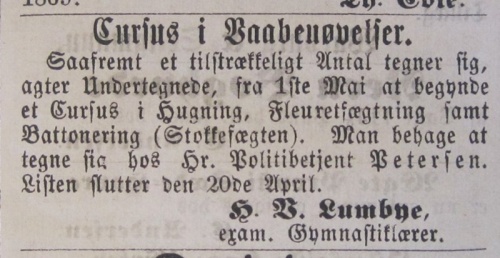 Cursus i Vaabenøvelser.
Saafremt et tilstrækkeligt Antal tegner sig,
agter Undertegnede, fra 1ste Mai at begynde
et Cursus i Hugning, Fleuretfægtning samt
Battonering (Stokkefægten). Man behage at
tegne sig hos Hr. Politibetjent Petersen.
Listen slutter den 20de April.
H. V. Lumbye,
exam. Gymnastiklærer.